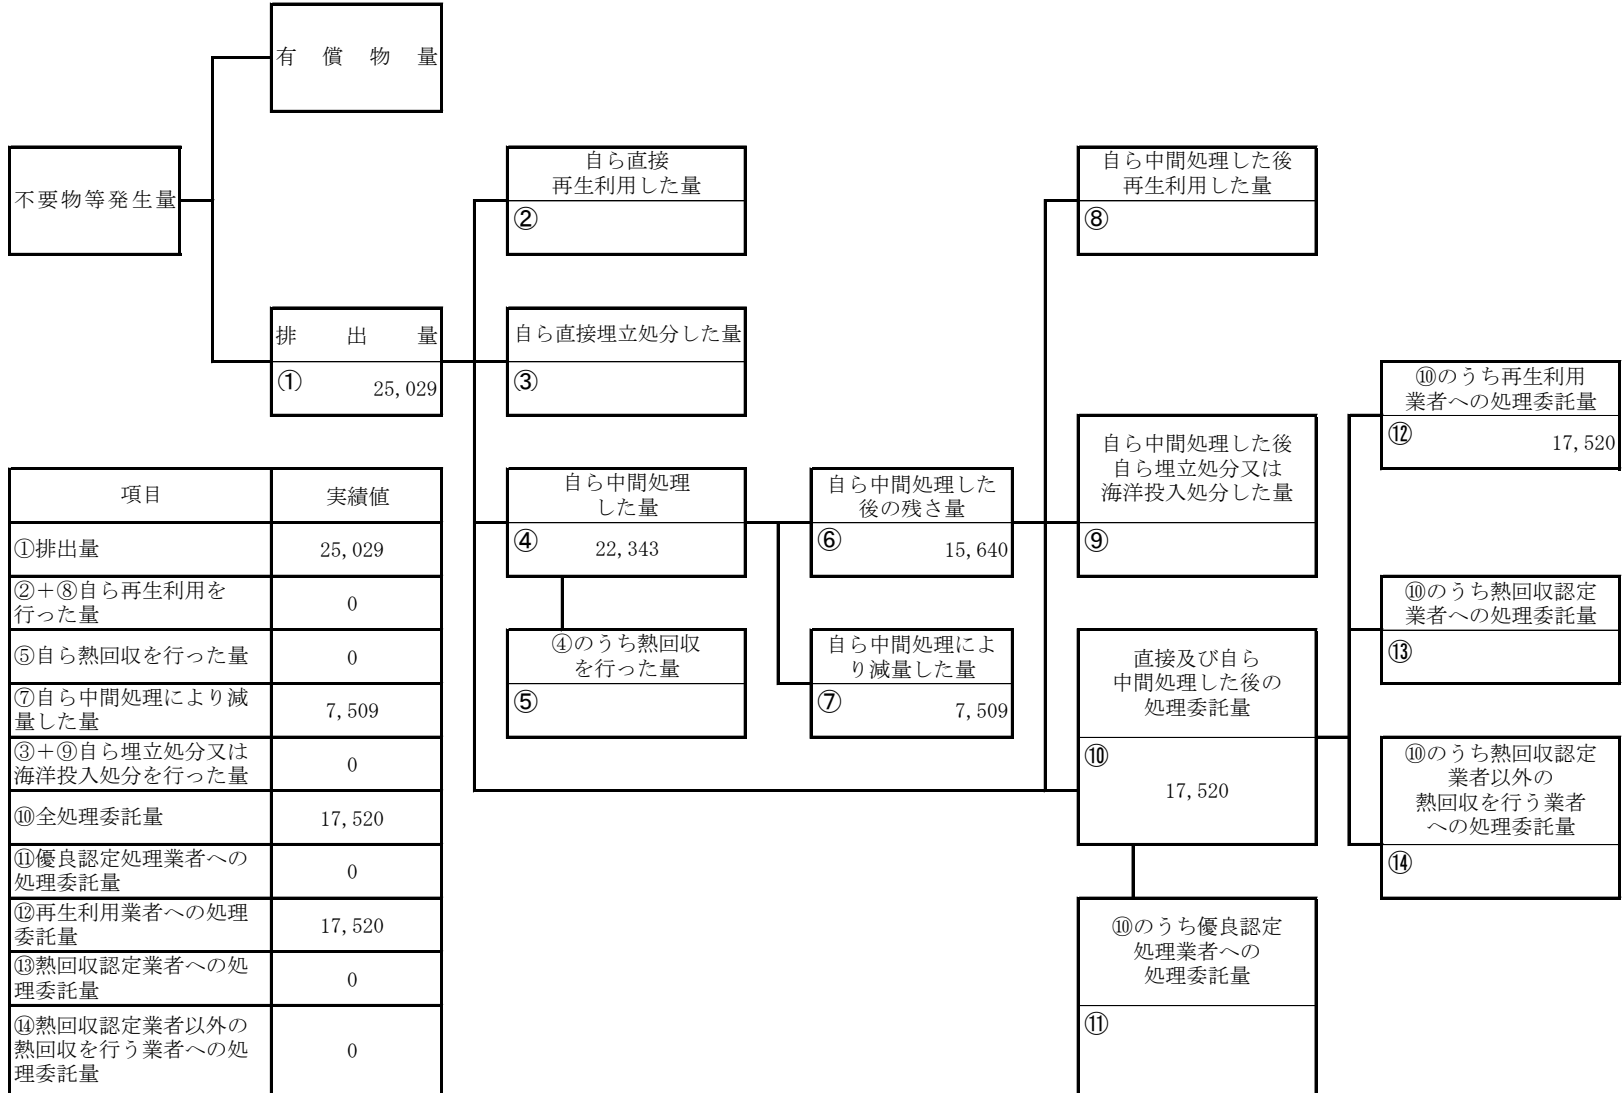 有償物量
不要物等発生量
排出量
① 25,029
自ら直接
再生利用した量
②
自ら直接埋立処分した量
③
自ら中間処理
した量
④ 22,343
④のうち熱回収
を行った量
⑤
自ら中間処理した
後の残さ量
⑥ 15,640
自ら中間処理によ
り減量した量
⑦ 7,509
自ら中間処理した後
再生利用した量
⑧
自ら中間処理した後
自ら埋立処分又は
海洋投入処分した量
⑨
直接及び自ら
中間処理した後の
処理委託量
⑩
17,520
⑩のうち優良認定
処理業者への
処理委託量
⑪
⑩のうち再生利用
業者への処理委託量
⑫ 17,520
⑩のうち熱回収認定
業者への処理委託量
⑬
⑩のうち熱回収認定
業者以外の
熱回収を行う業者
への処理委託量
⑭
項目 実績値
①排出量 25,029
②+⑧自ら再生利用を
行った量 0
⑤自ら熱回収を行った量 0
⑦自ら中間処理により減
量した量 7,509
③+⑨自ら埋立処分又は
海洋投入処分を行った量 0
⑩全処理委託量 17,520
⑪優良認定処理業者への
処理委託量 0
⑫再生利用業者への処理
委託量 17,520
⑬熱回収認定業者への処
理委託量 0
⑭熱回収認定業者以外の
熱回収を行う業者への処
理委託量 0